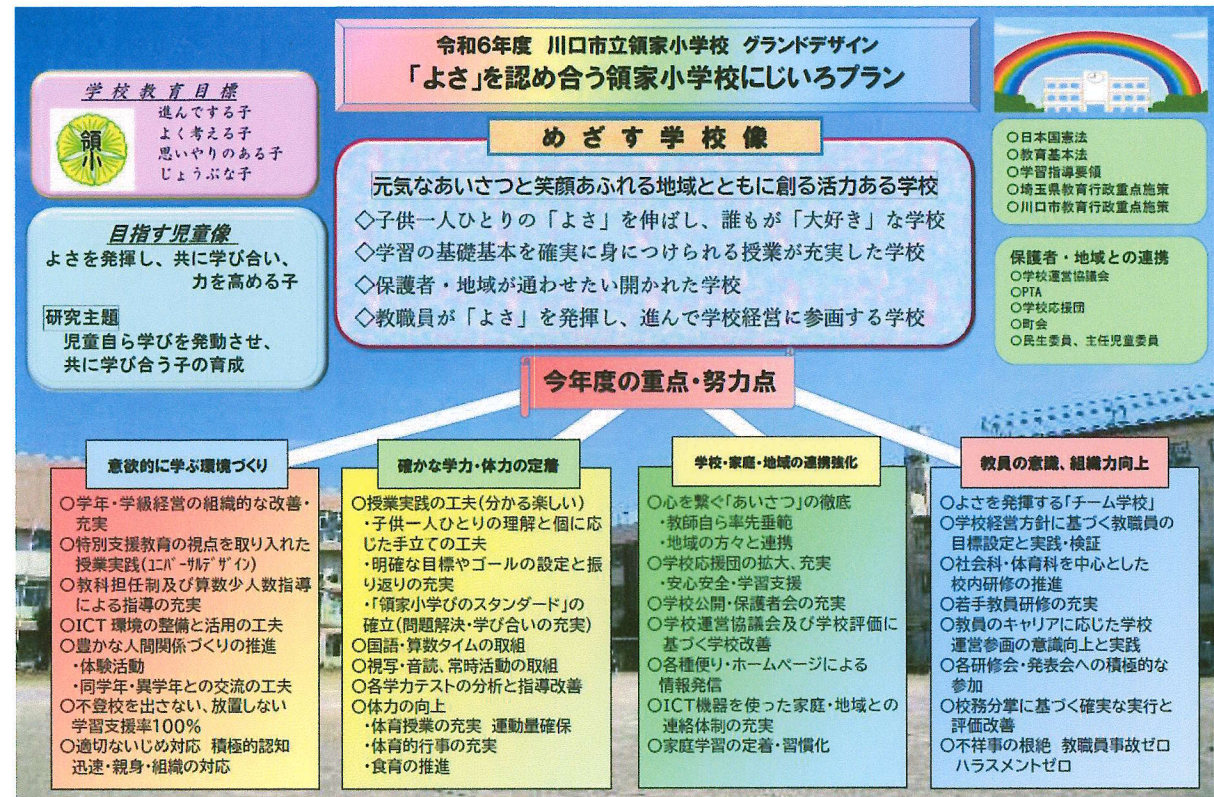 令和6年度 川口市立領家小学校 グランドデザイン
「よさ」を認め合う領家小学校にじいろプラン
学校教育目標
進んでする子
よく考える子
思いやりのある子
じょうぶな子
領小
目指す児童像
よさを発揮し、共に学び合い、
力を高める子
研究主題
児童自ら学びを発動させ、
共に学び合う子の育成
めざす学校像
元気なあいさつと笑顔あふれる地域とともに創る活力ある学校
◇子供一人ひとりの「よさ」を伸ばし、誰もが「大好き」な学校
◇学習の基礎基本を確実に身につけられる授業が充実した学校
◇保護者・地域が通わせたい開かれた学校
◇教職員が「よさ」を発揮し、進んで学校経営に参画する学校
○日本国憲法
○教育基本法
○学習指導要領
○埼玉県教育行政重点施策
○川口市教育行政重点施策
保護者・地域との連携
○学校運営協議会
○PTA
○学校応援団
○町会
○民生委員、主任児童委員
今年度の重点・努力点
意欲的に学ぶ環境づくり
○学年・学級経営の組織的な改善・
充実
○特別支援教育の視点を取り入れた
授業実践(ﾕﾆﾊﾞｰｻﾙﾃﾞｻﾞｲﾝ)
○教科担任制及び算数少人数指導
による指導の充実
○ICT環境の整備と活用の工夫
○豊かな人間関係づくりの推進
・体験活動
・同学年・異学年との交流の工夫
○不登校を出さない、放置しない
学習支援率100%
○適切ないじめ対応 積極的認知
迅速・親身・組織の対応
確かな学力・体力の定着
○授業実践の工夫(分かる楽しい)
・子供一人ひとりの理解と個に応
じた手立ての工夫
・明確な目標やゴールの設定と振
り返りの充実
・「領家小学びのスタンダード」の
確立(問題解決・学び合いの充実)
○国語・算数タイムの取組
○視写・音読、常時活動の取組
○各学力テストの分析と指導改善
○体力の向上
・体育授業の充実 運動量確保
・体育的行事の充実
・食育の推進
学校・家庭・地域の連携強化
○心を繋ぐ「あいさつ」の徹底
・教師自ら率先垂範
・地域の方々と連携
○学校応援団の拡大、充実
・安心安全・学習支援
○学校公開・保護者会の充実
○学校運営協議会及び学校評価に
基づく学校改善
○各種便り・ホームページによる
情報発信
○ICT機器を使った家庭・地域との
連絡体制の充実
○家庭学習の定着・習慣化
教員の意識、組織力向上
○よさを発揮する「チーム学校」
○学校経営方針に基づく教職員の
目標設定と実践・検証
○社会科・体育科を中心とした
校内研修の推進
○若手教員研修の充実
○教員のキャリアに応じた学校
運営参画の意識向上と実践
○各研修会・発表会への積極的な
参加
○校務分掌に基づく確実な実行と
評価改善
○不祥事の根絶 教職員事故ゼロ
ハラスメントゼロ